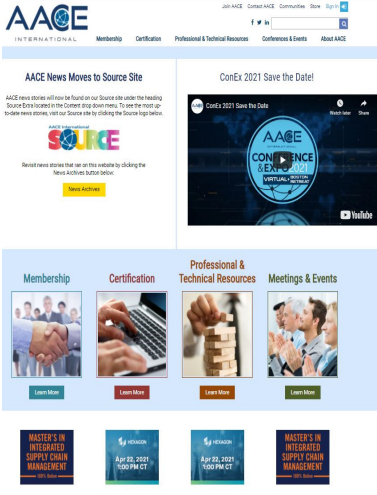 Join AACE Contact AACE Communities Store Sign In
AACE
INTERNATIONAL
Membership Certification Professional & Technical Resources Conferences & Events About AACE
AACE News Moves to Source Site
AACE news stories will now be found on our Source site under the heading
Source Extra located in the Content drop down menu. To see the most up-
to-date news stories, visit our Source site by clicking the Source logo below.
AACE International
SOURCE
Revisit news stories that ran on this website by clicking the
News Archives button below:
News Archives
ConEx 2021 Save the Date!
ConEx 2021 Save the Date
Watch later Share
AACE
INTERNATIONAL
CONFERENCE
& EXPO 2021
VIRTUAL + BOSTON
RETREAT
YouTube
Membership
Certification
Professional &
Technical Resources
Meetings & Events
Learn More
Learn More
Learn More
Learn More
MASTER'S IN
INTEGRATED
SUPPLY CHAIN
MANAGEMENT
100% Online
HEXAGON
Apr 22, 2021
1:00 PM CT
HEXAGON
Apr 22, 2021
1:00 PM CT
MASTER'S IN
INTEGRATED
SUPPLY CHAIN
MANAGEMENT
100% Online